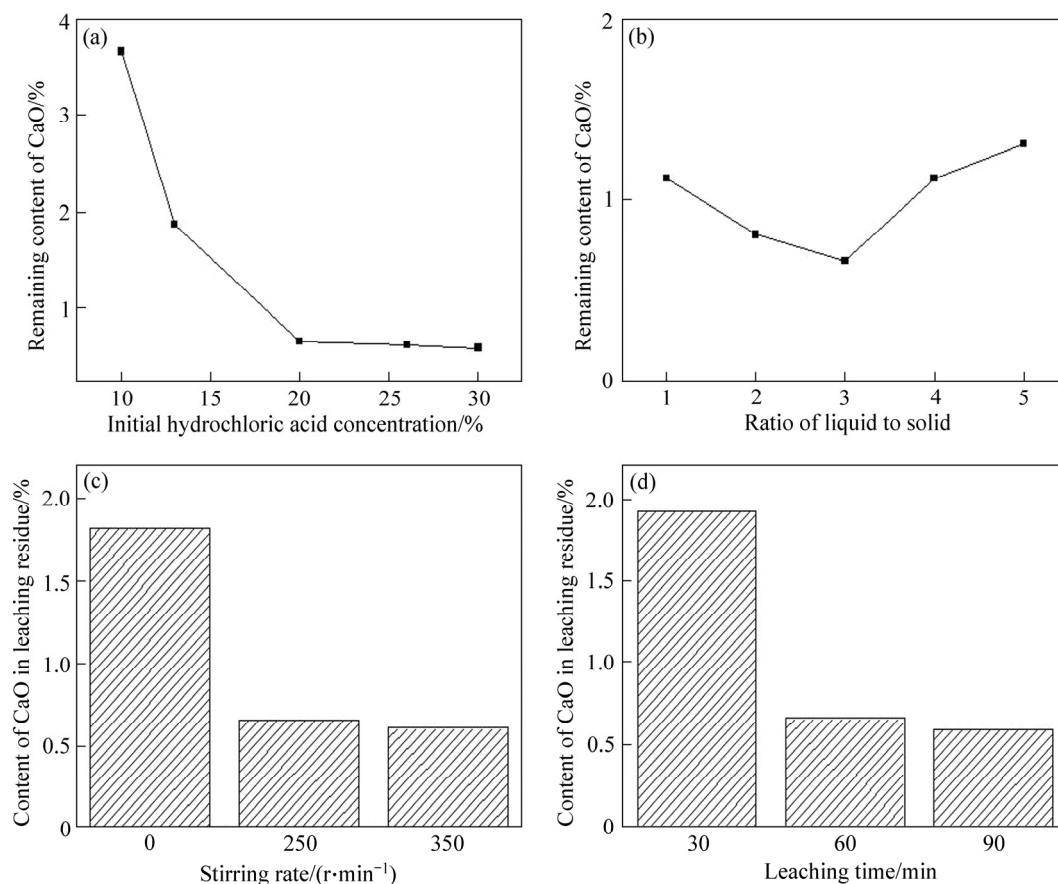 (a)
Remaining content of CaO/%
4
3
2
1
10 15 20 25 30
Initial hydrochloric acid concentration/%
(b)
Remaining content of CaO/%
2
1
0
1 2 3 4 5
Ratio of liquid to solid
(c)
Content of CaO in leaching residue/%
2.0
1.5
1.0
0.5
0
0 250 350
Stirring rate/(r·min⁻¹)
(d)
Content of CaO in leaching residue/%
2.0
1.5
1.0
0.5
0
30 60 90
Leaching time/min